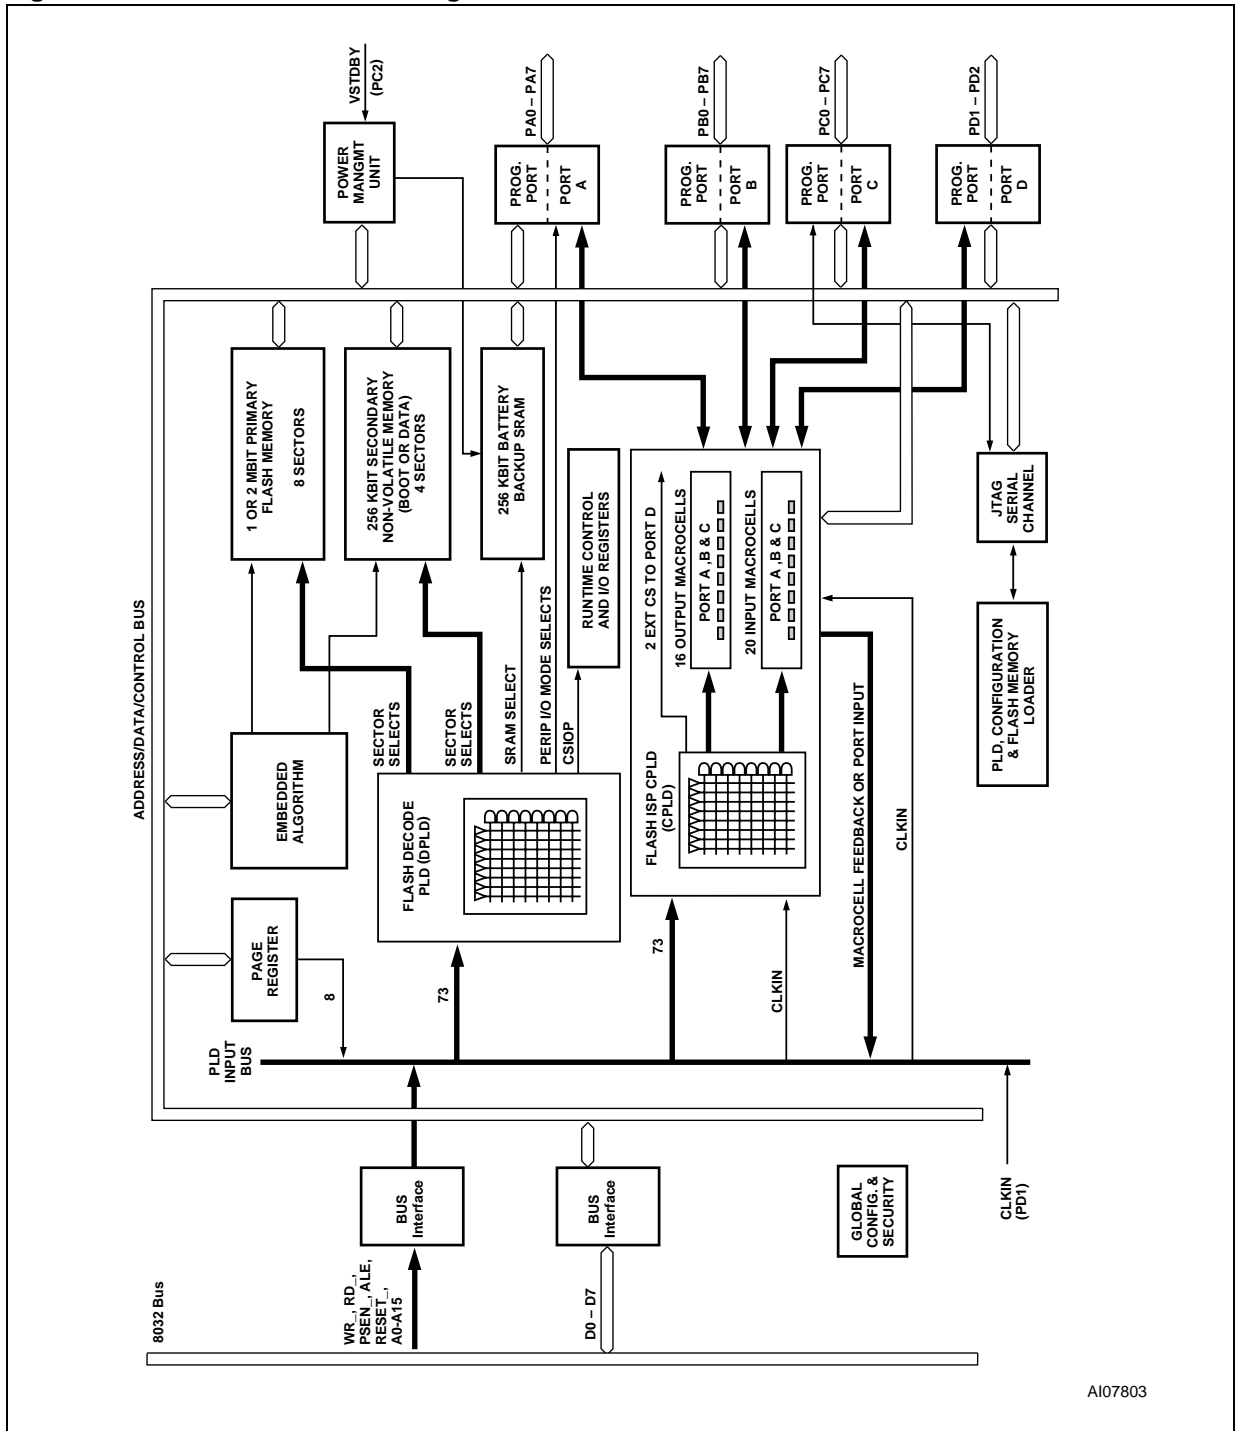 8032 Bus
WR_, RD_,
PSEN_, ALE,
RESET_,
A0-A15
BUS
Interface
D0 – D7
BUS
Interface
GLOBAL
CONFIG. &
SECURITY
CLKIN
(PD1)
PLD
INPUT
BUS
ADDRESS/DATA/CONTROL BUS
PAGE
REGISTER
8
EMBEDDED
ALGORITHM
73
FLASH DECODE
PLD (DPLD)
SECTOR
SELECTS
SECTOR
SELECTS
SRAM SELECT
PERIP I/O MODE SELECTS
CSIOP
1 OR 2 MBIT PRIMARY
FLASH MEMORY
8 SECTORS
256 KBIT SECONDARY
NON-VOLATILE MEMORY
(BOOT OR DATA)
4 SECTORS
256 KBIT BATTERY
BACKUP SRAM
RUNTIME CONTROL
AND I/O REGISTERS
73
CLKIN
FLASH ISP CPLD
(CPLD)
2 EXT CS TO PORT D
16 OUTPUT MACROCELLS
PORT A ,B & C
20 INPUT MACROCELLS
PORT A ,B & C
MACROCELL FEEDBACK OR PORT INPUT
CLKIN
PLD, CONFIGURATION
& FLASH MEMORY
LOADER
JTAG
SERIAL
CHANNEL
POWER
MANGMT
UNIT
VSTDBY
(PC2)
PROG.
PORT
PORT
A
PA0 – PA7
PROG.
PORT
PORT
B
PB0 – PB7
PROG.
PORT
PORT
C
PC0 – PC7
PROG.
PORT
PORT
D
PD1 – PD2
AI07803